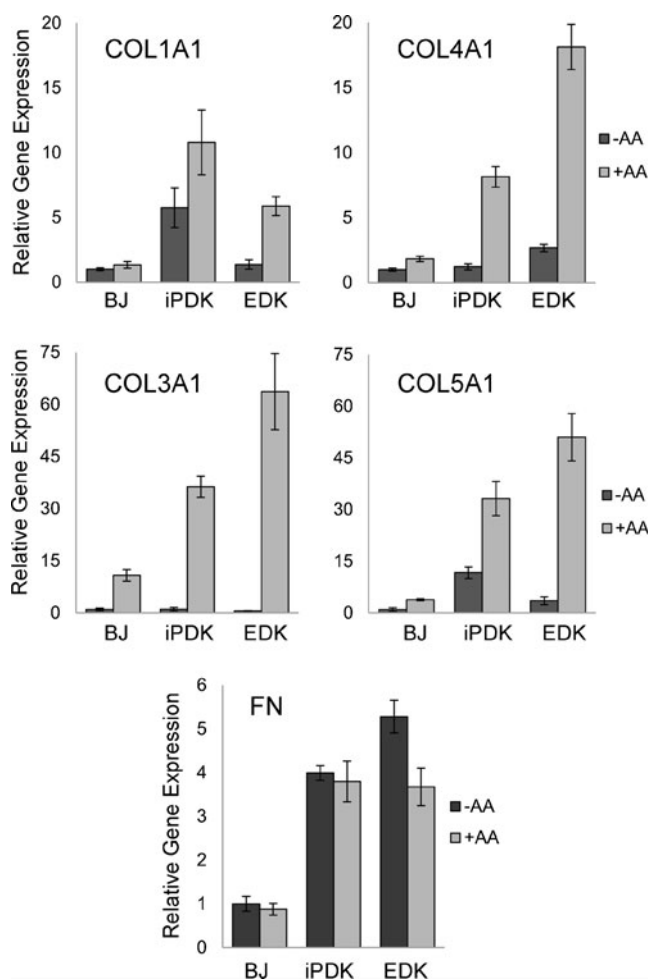 COL1A1
Relative Gene Expression
20
15
10
5
0
BJ iPDK EDK
COL4A1
20
15
10
5
0
BJ iPDK EDK
-AA
+AA
COL3A1
Relative Gene Expression
75
60
45
30
15
0
BJ iPDK EDK
COL5A1
75
60
45
30
15
0
BJ iPDK EDK
-AA
+AA
FN
Relative Gene Expression
6
5
4
3
2
1
0
BJ iPDK EDK
-AA
+AA